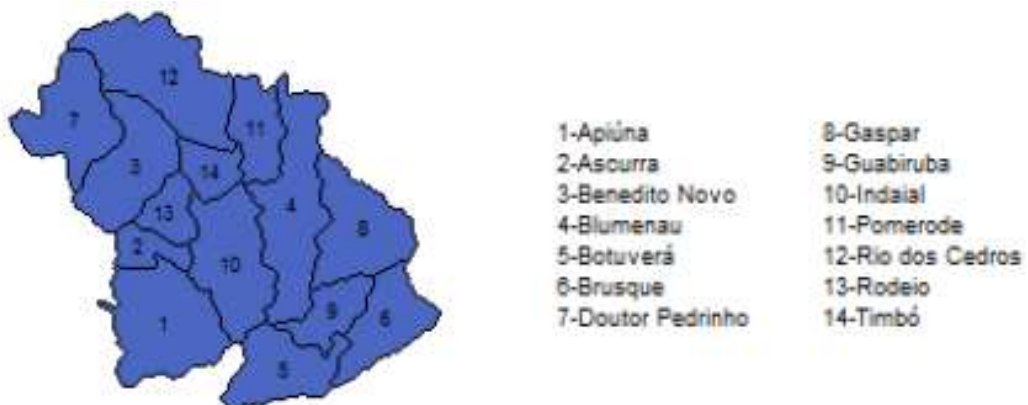 12
7
11
3
14
13
4
8
2
10
1
9
6
5
1-Apiúna
2-Ascurra
3-Benedito Novo
4-Blumenau
5-Botuverá
6-Brusque
7-Doutor Pedrinho
8-Gaspar
9-Guabiruba
10-Indaial
11-Pomerode
12-Rio dos Cedros
13-Rodeio
14-Timbó